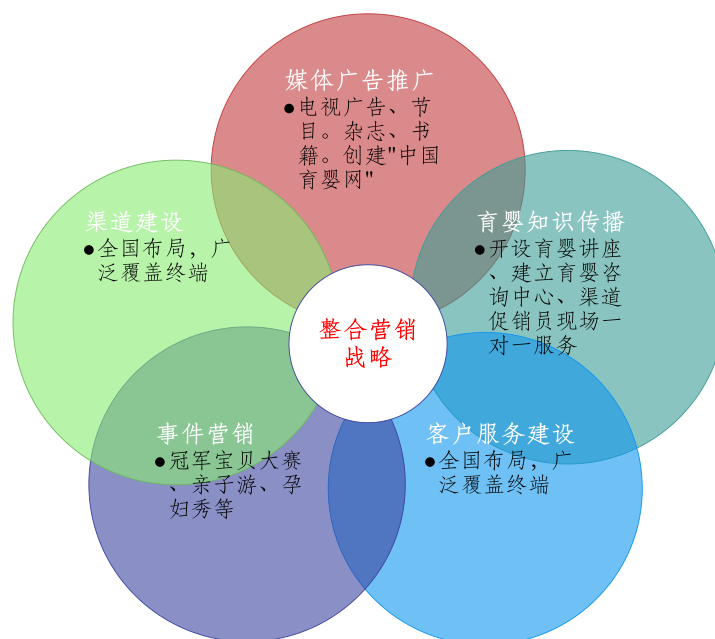 媒体广告推广
●电视广告、节
目。杂志、书
籍。创建"中国
育婴网"
育婴知识传播
●开设育婴讲座
、建立育婴咨
询中心、渠道
促销员现场一
对一服务
客户服务建设
●全国布局，广
泛覆盖终端
事件营销
●冠军宝贝大赛
、亲子游、孕
妇秀等
渠道建设
●全国布局，广
泛覆盖终端
整合营销
战略